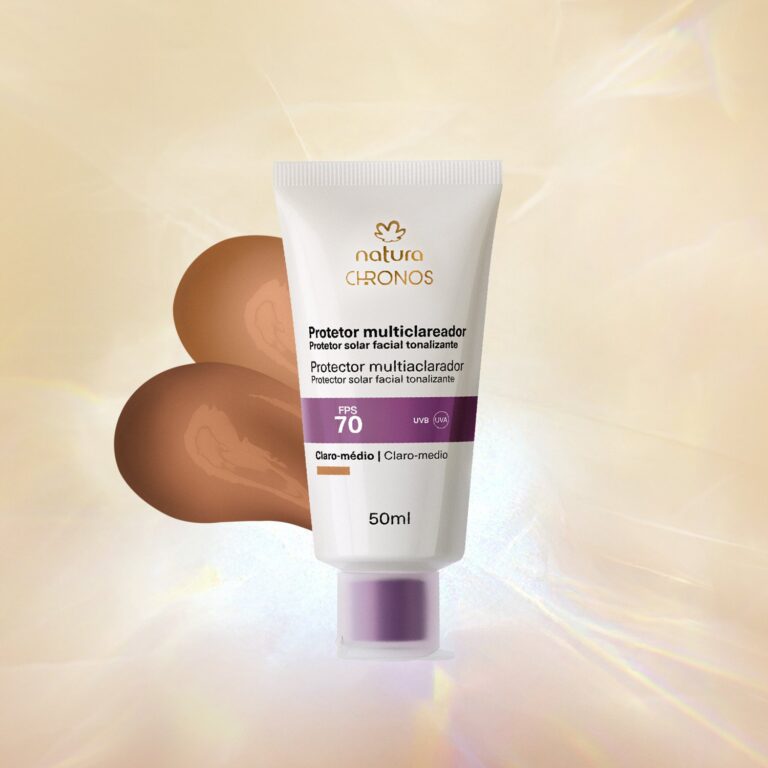 natura
CHRONOS
Protetor multiclareador
Protetor solar facial tonalizante
Protector multiaclarador
Protector solar facial tonalizante
FPS
70
UVB UVA
Claro-médio | Claro-medio
50ml